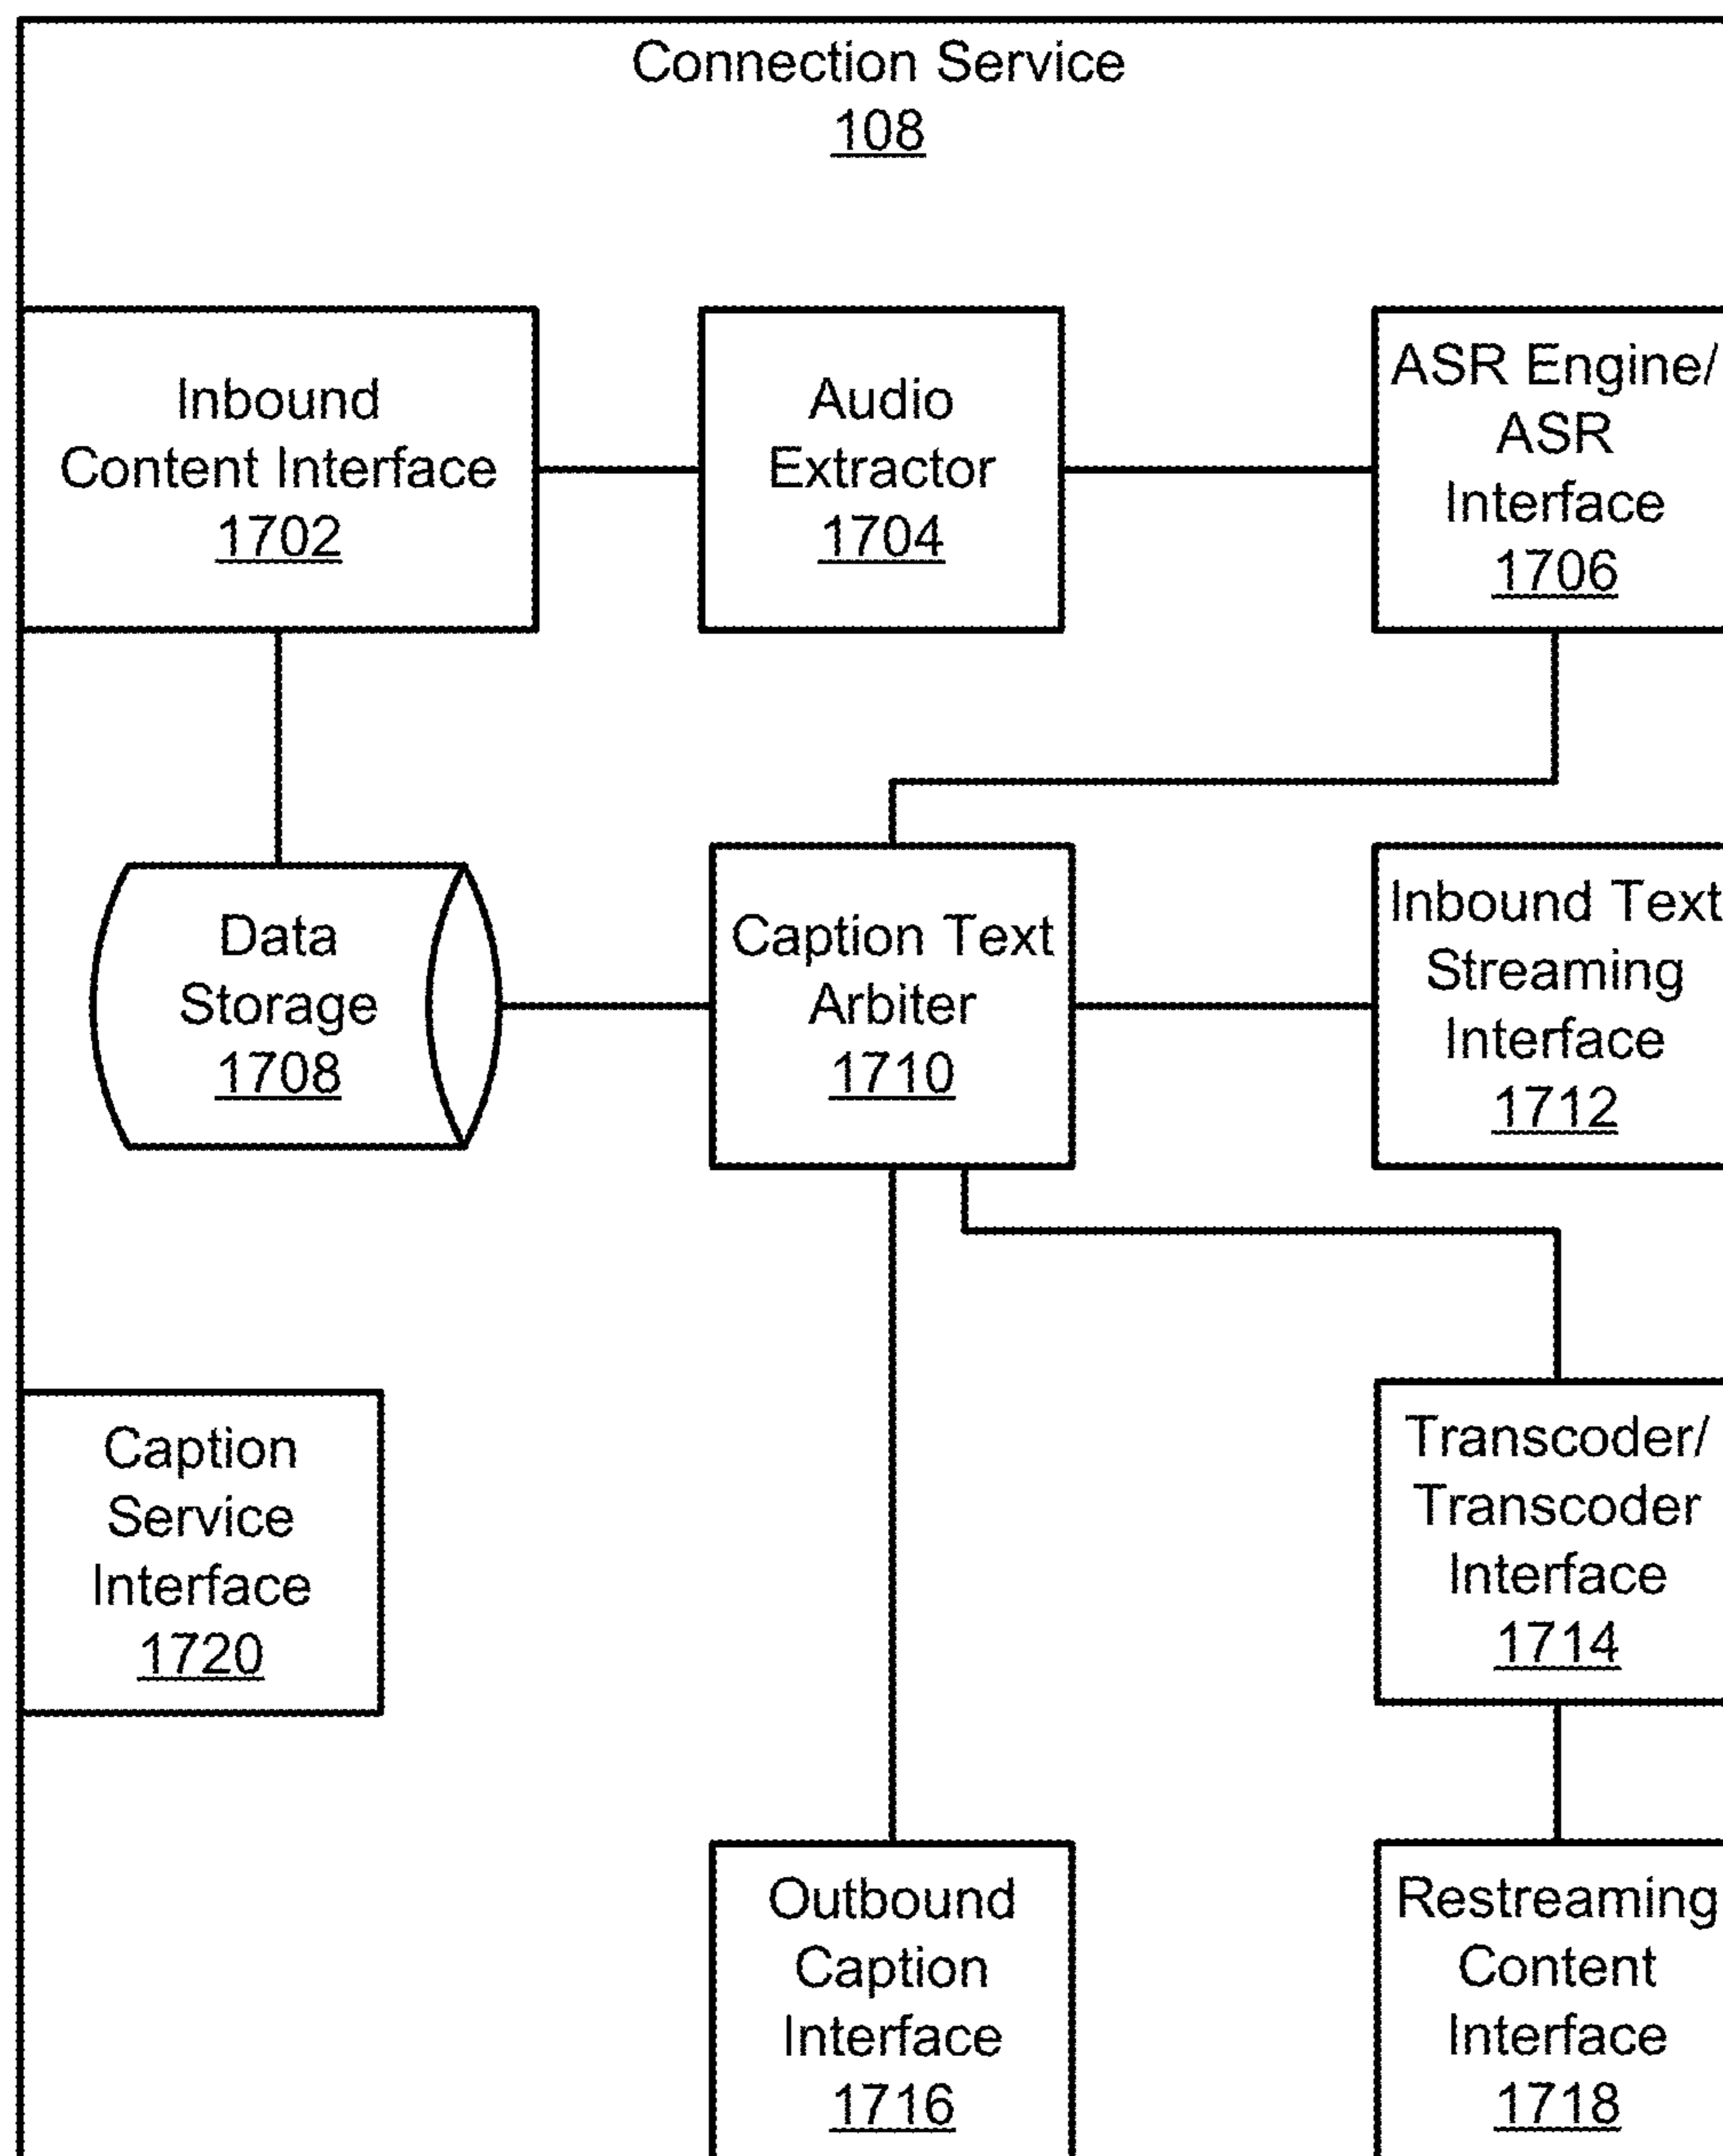 Connection Service
108
Inbound
Content Interface
1702
Audio
Extractor
1704
ASR Engine/
ASR
Interface
1706
Data
Storage
1708
Caption Text
Arbiter
1710
Inbound Text
Streaming
Interface
1712
Caption
Service
Interface
1720
Transcoder/
Transcoder
Interface
1714
Outbound
Caption
Interface
1716
Restreaming
Content
Interface
1718